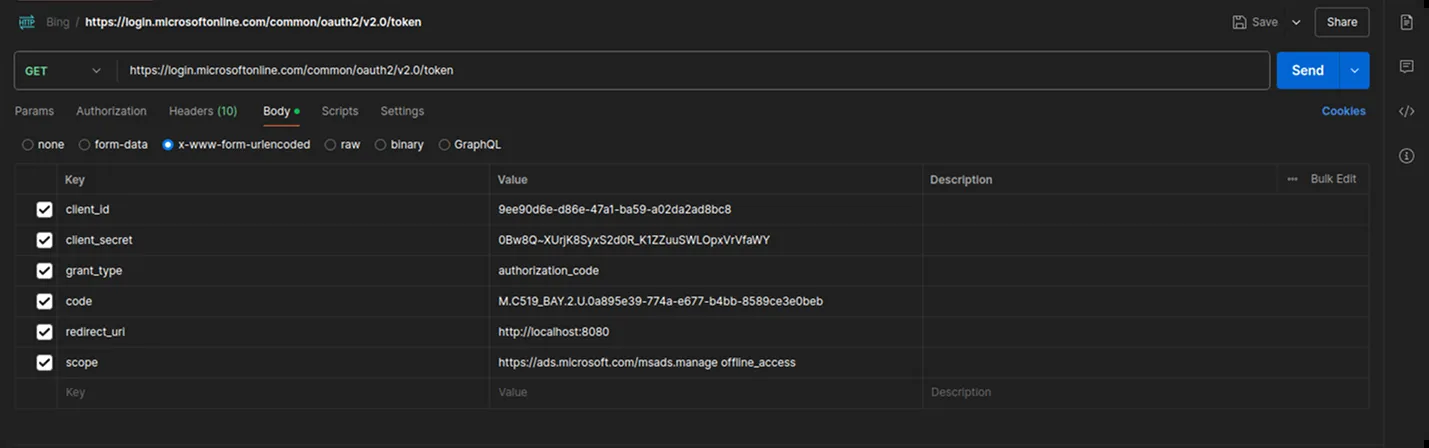 HTTP Bing / https://login.microsoftonline.com/common/oauth2/v2.0/token Save Share
GET https://login.microsoftonline.com/common/oauth2/v2.0/token Send
Params Authorization Headers (10) Body Scripts Settings Cookies
none form-data x-www-form-urlencoded raw binary GraphQL
Key Value Description ••• Bulk Edit
client_id 9ee90d6e-d86e-47a1-ba59-a02da2ad8bc8
client_secret 0Bw8Q~XUrjK8SyxS2d0R_K1ZZuuSWLOpxVrVfaWY
grant_type authorization_code
code M.C519_BAY.2.U.0a895e39-774a-e677-b4bb-8589ce3e0beb
redirect_uri http://localhost:8080
scope https://ads.microsoft.com/msads.manage offline_access
Key Value Description